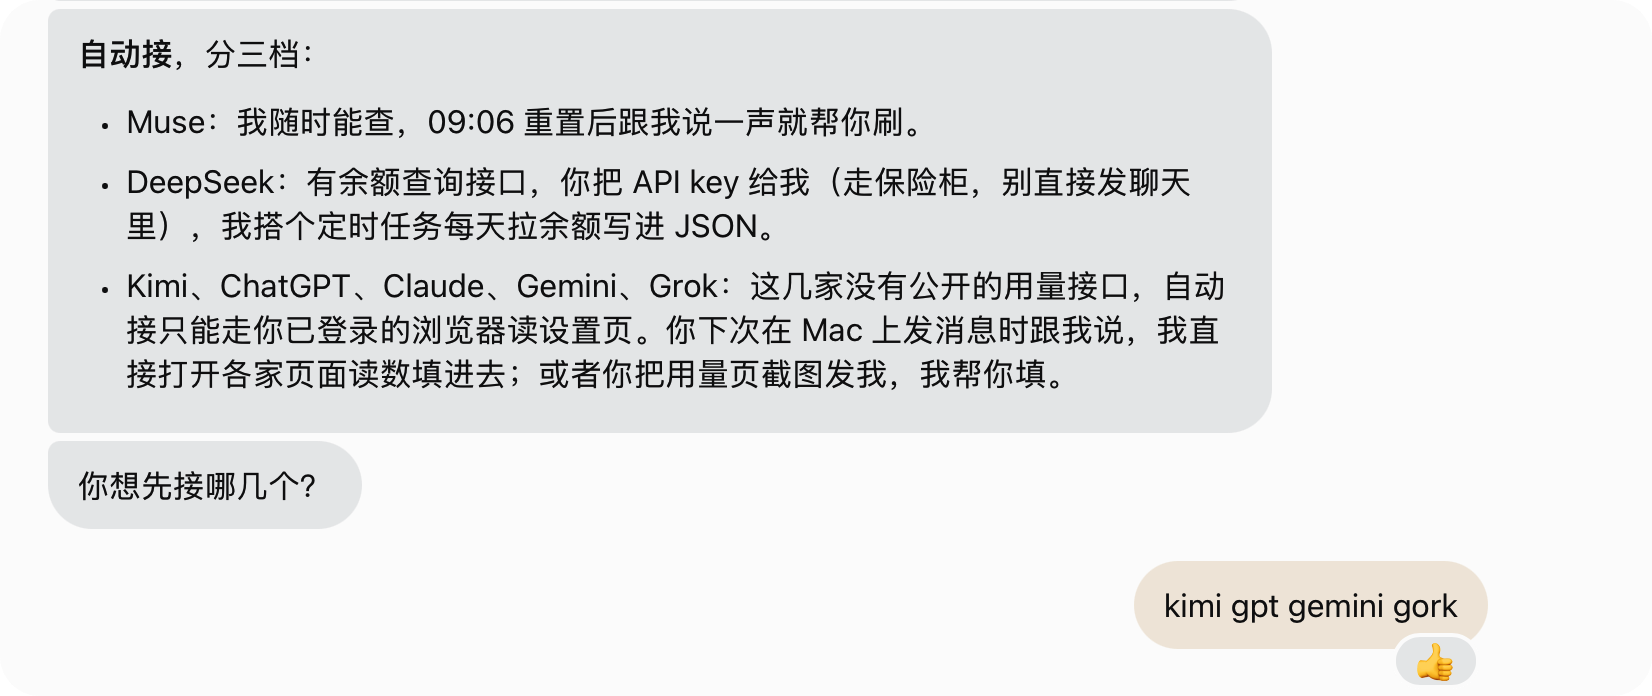 自动接，分三档：
• Muse：我随时能查，09:06 重置后跟我说一声就帮你刷。
• DeepSeek：有余额查询接口，你把 API key 给我（走保险柜，别直接发聊天
里），我搭个定时任务每天拉余额写进 JSON。
• Kimi、ChatGPT、Claude、Gemini、Grok：这几家没有公开的用量接口，自动
接只能走你已登录的浏览器读设置页。你下次在 Mac 上发消息时跟我说，我直
接打开各家页面读数填进去；或者你把用量页截图发我，我帮你填。
你想先接哪几个?
kimi gpt gemini gork
👍